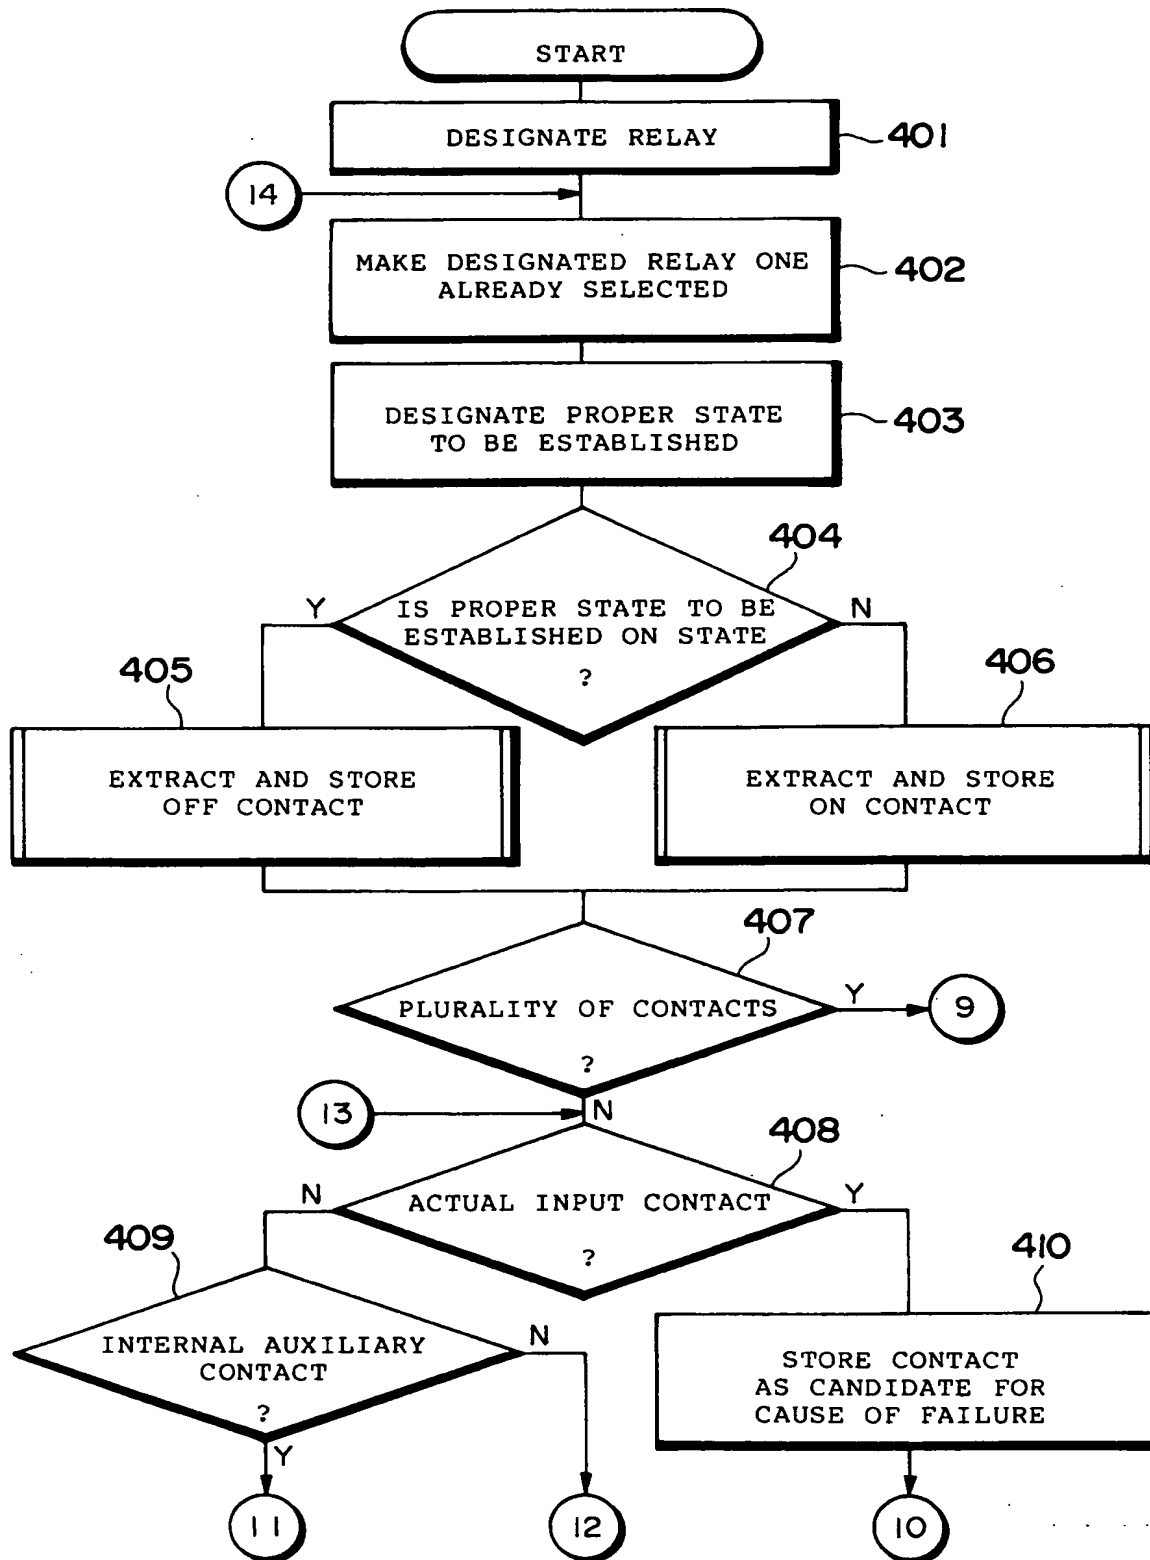 START
DESIGNATE RELAY
401
14
MAKE DESIGNATED RELAY ONE
ALREADY SELECTED
402
DESIGNATE PROPER STATE
TO BE ESTABLISHED
403
404
Y
IS PROPER STATE TO BE
ESTABLISHED ON STATE
?
N
405
406
EXTRACT AND STORE
OFF CONTACT
EXTRACT AND STORE
ON CONTACT
407
PLURALITY OF CONTACTS
?
Y
9
13
N
408
N
ACTUAL INPUT CONTACT
?
Y
409
410
INTERNAL AUXILIARY
CONTACT
?
N
STORE CONTACT
AS CANDIDATE FOR
CAUSE OF FAILURE
Y
11
12
10